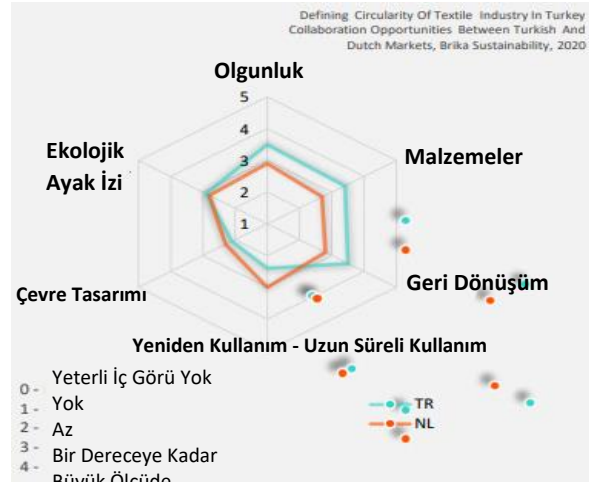 Defining Circularity Of Textile Industry In Turkey
Collaboration Opportunities Between Turkish And
Dutch Markets, Brika Sustainability, 2020
Olgunluk
5
4
3
2
1
Ekolojik
Ayak İzi
Malzemeler
Çevre Tasarımı
Geri Dönüşüm
Yeniden Kullanım - Uzun Süreli Kullanım
0 - Yeterli İç Görü Yok
1 - Yok
2 - Az
3 - Bir Dereceye Kadar
4 - Büyük Ölçüde
TR
NL